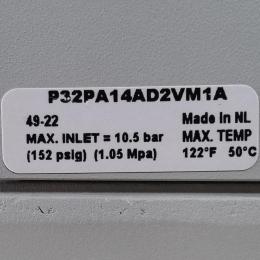 P32PA14AD2VM1A
49-22 Made in NL
MAX. INLET = 10.5 bar MAX. TEMP
(152 psig) (1.05 Mpa) 122°F 50°C